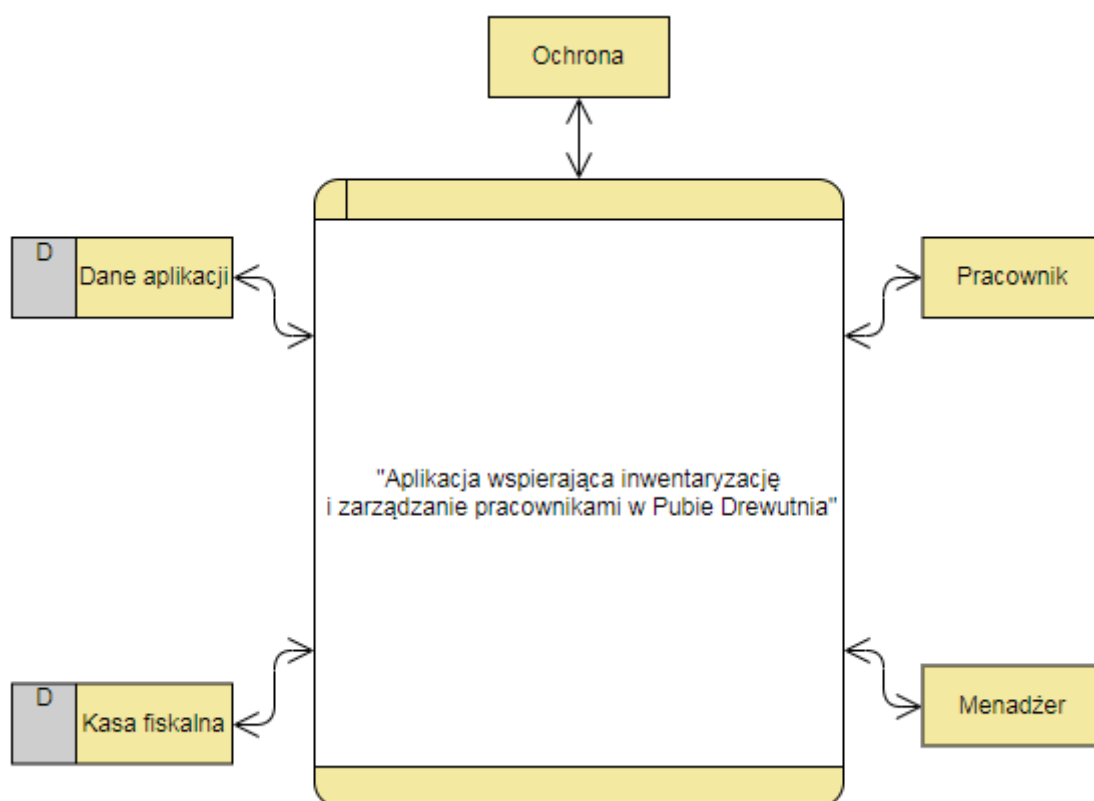 Ochrona
D
Dane aplikacji
Pracownik
"Aplikacja wspierająca inwentaryzację
i zarządzanie pracownikami w Pubie Drewutnia"
D
Kasa fiskalna
Menadżer